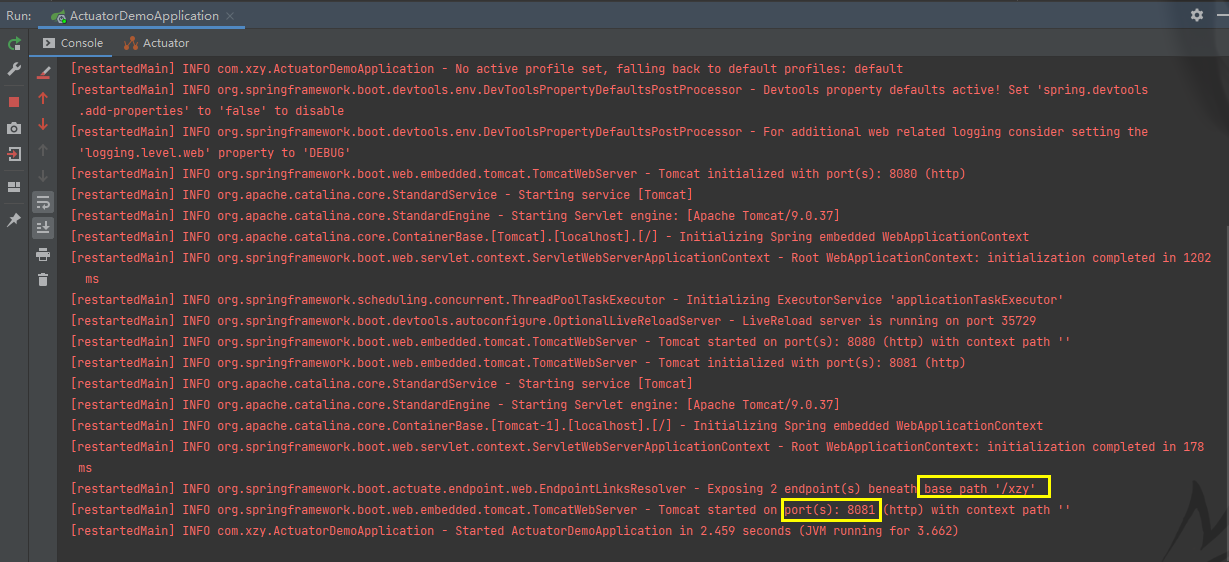 Run: ActuatorDemoApplication ×
Console Actuator
[restartedMain] INFO com.xzy.ActuatorDemoApplication - No active profile set, falling back to default profiles: default
[restartedMain] INFO org.springframework.boot.devtools.env.DevToolsPropertyDefaultsPostProcessor - Devtools property defaults active! Set 'spring.devtools
.add-properties' to 'false' to disable
[restartedMain] INFO org.springframework.boot.devtools.env.DevToolsPropertyDefaultsPostProcessor - For additional web related logging consider setting the
'logging.level.web' property to 'DEBUG'
[restartedMain] INFO org.springframework.boot.web.embedded.tomcat.TomcatWebServer - Tomcat initialized with port(s): 8080 (http)
[restartedMain] INFO org.apache.catalina.core.StandardService - Starting service [Tomcat]
[restartedMain] INFO org.apache.catalina.core.StandardEngine - Starting Servlet engine: [Apache Tomcat/9.0.37]
[restartedMain] INFO org.apache.catalina.core.ContainerBase.[Tomcat].[localhost].[/] - Initializing Spring embedded WebApplicationContext
[restartedMain] INFO org.springframework.boot.web.servlet.context.ServletWebServerApplicationContext - Root WebApplicationContext: initialization completed in 1202
ms
[restartedMain] INFO org.springframework.scheduling.concurrent.ThreadPoolTaskExecutor - Initializing ExecutorService 'applicationTaskExecutor'
[restartedMain] INFO org.springframework.boot.devtools.autoconfigure.OptionalLiveReloadServer - LiveReload server is running on port 35729
[restartedMain] INFO org.springframework.boot.web.embedded.tomcat.TomcatWebServer - Tomcat started on port(s): 8080 (http) with context path ''
[restartedMain] INFO org.springframework.boot.web.embedded.tomcat.TomcatWebServer - Tomcat initialized with port(s): 8081 (http)
[restartedMain] INFO org.apache.catalina.core.StandardService - Starting service [Tomcat]
[restartedMain] INFO org.apache.catalina.core.StandardEngine - Starting Servlet engine: [Apache Tomcat/9.0.37]
[restartedMain] INFO org.apache.catalina.core.ContainerBase.[Tomcat-1].[localhost].[/] - Initializing Spring embedded WebApplicationContext
[restartedMain] INFO org.springframework.boot.web.servlet.context.ServletWebServerApplicationContext - Root WebApplicationContext: initialization completed in 178
ms
[restartedMain] INFO org.springframework.boot.actuate.endpoint.web.EndpointLinksResolver - Exposing 2 endpoint(s) beneath base path '/xzy'
[restartedMain] INFO org.springframework.boot.web.embedded.tomcat.TomcatWebServer - Tomcat started on port(s): 8081 (http) with context path ''
[restartedMain] INFO com.xzy.ActuatorDemoApplication - Started ActuatorDemoApplication in 2.459 seconds (JVM running for 3.662)